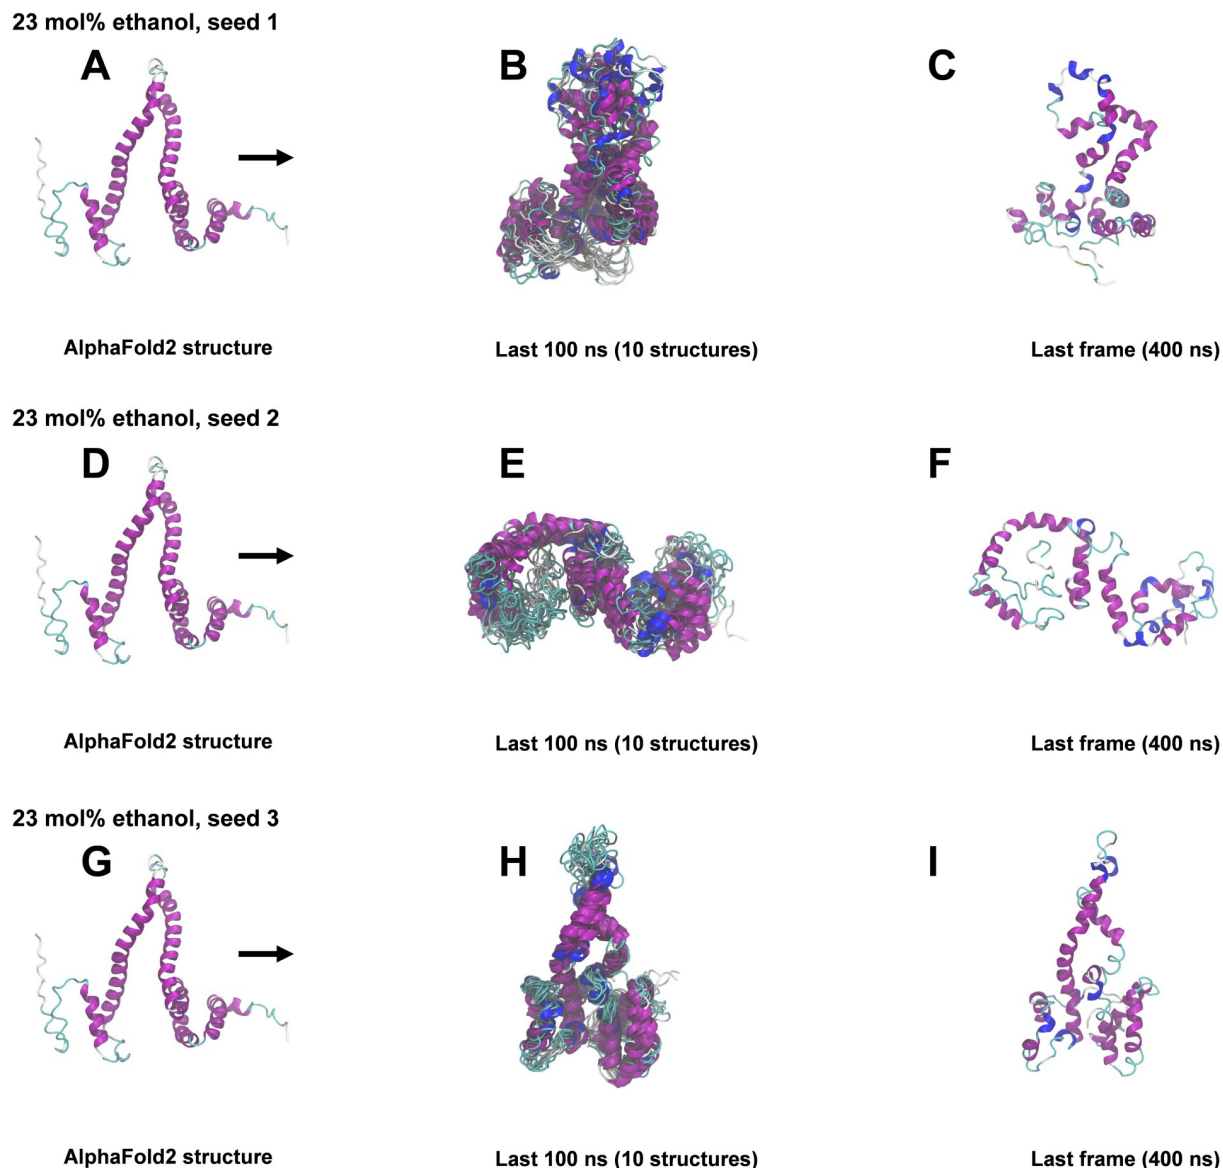 23 mol% ethanol, seed 1
A
B
C
AlphaFold2 structure
Last 100 ns (10 structures)
Last frame (400 ns)
23 mol% ethanol, seed 2
D
E
F
AlphaFold2 structure
Last 100 ns (10 structures)
Last frame (400 ns)
23 mol% ethanol, seed 3
G
H
I
AlphaFold2 structure
Last 100 ns (10 structures)
Last frame (400 ns)